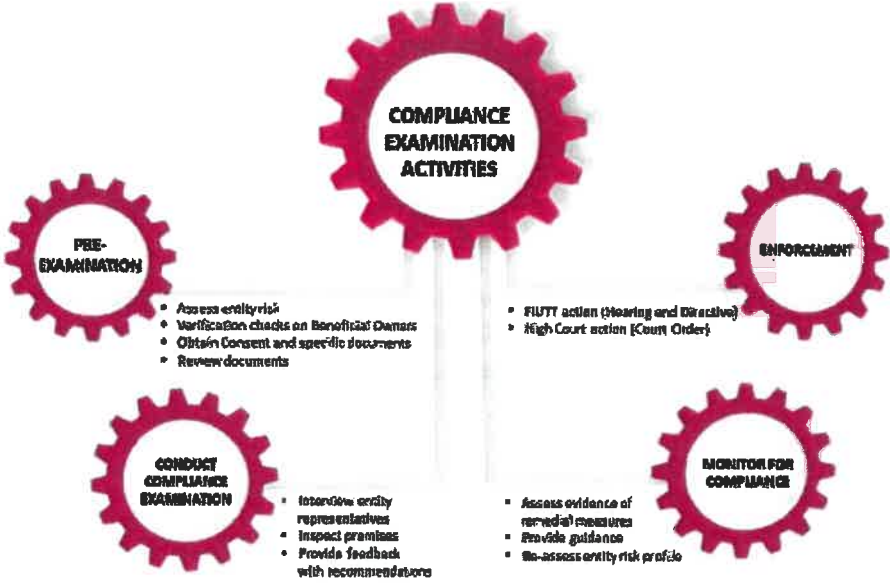 COMPLIANCE
EXAMINATION
ACTIVITIES
PRE-
EXAMINATION
• Assess entity risk
• Verification checks on Beneficial Owners
• Obtain Consent and specific documents
• Review documents
ENFORCEMENT
• FIUTT action (Hearing and Directive)
• High Court action (Court Order)
CONDUCT
COMPLIANCE
EXAMINATION
• Interview entity
representatives
• Inspect premises
• Provide feedback
with recommendations
MONITOR FOR
COMPLIANCE
• Assess evidence of
remedial measures
• Provide guidance
• Re-assess entity risk profile